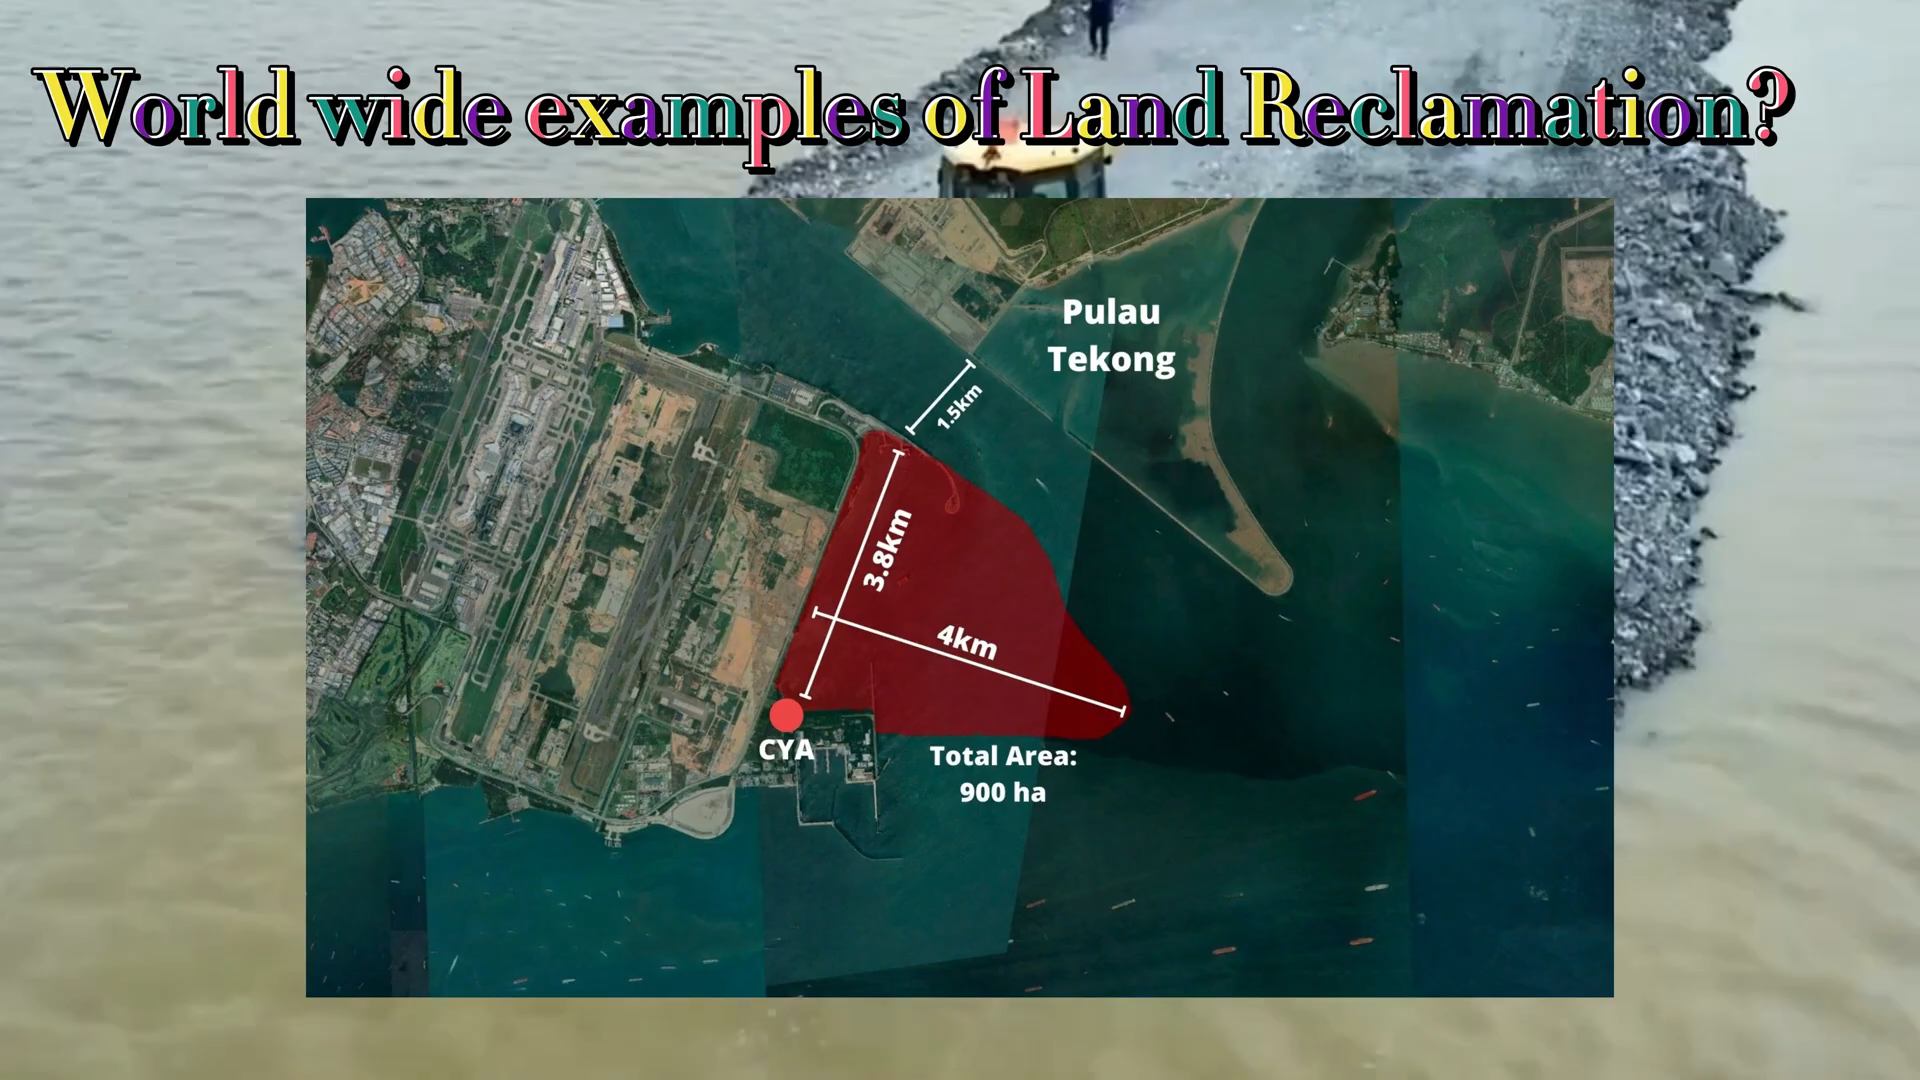 World wide examples of Land Reclamation?
Pulau
Tekong
1.5km
3.8km
4km
CYA
Total Area:
900 ha